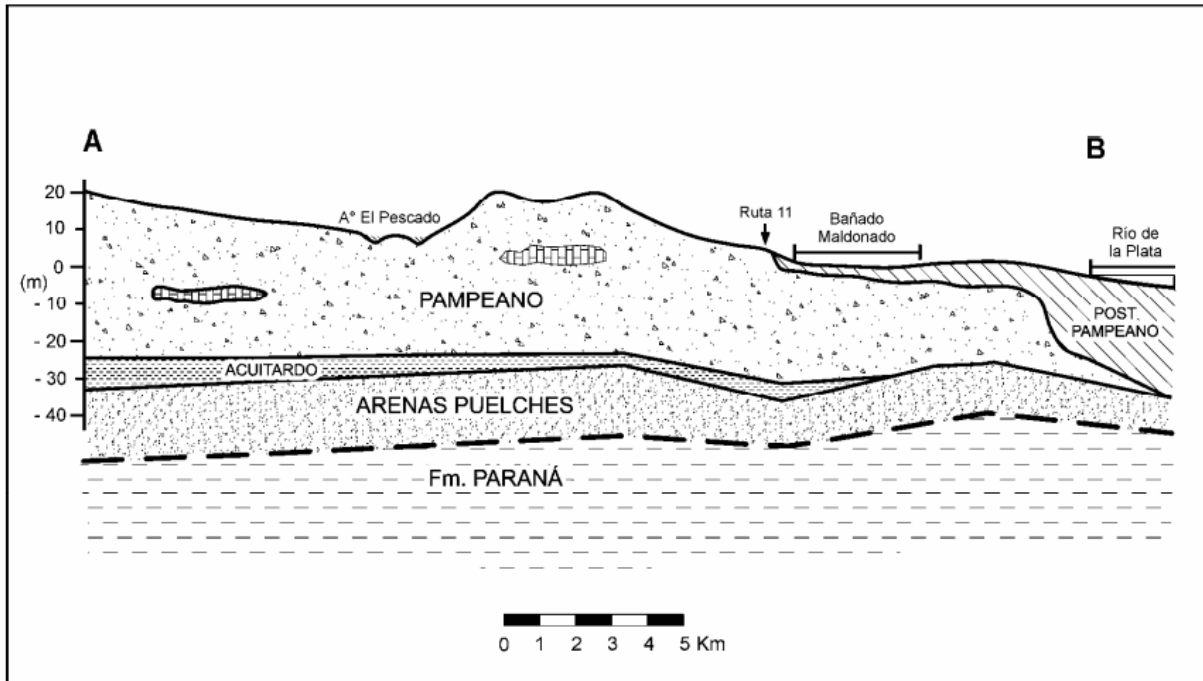 A
B
20
10
0
(m)
- 10
- 20
- 30
- 40
A° El Pescado
Ruta 11
Bañado
Maldonado
Río de
la Plata
PAMPEANO
POST.
PAMPEANO
ACUITARDO
ARENAS PUELCHES
Fm. PARANÁ
0 1 2 3 4 5 Km